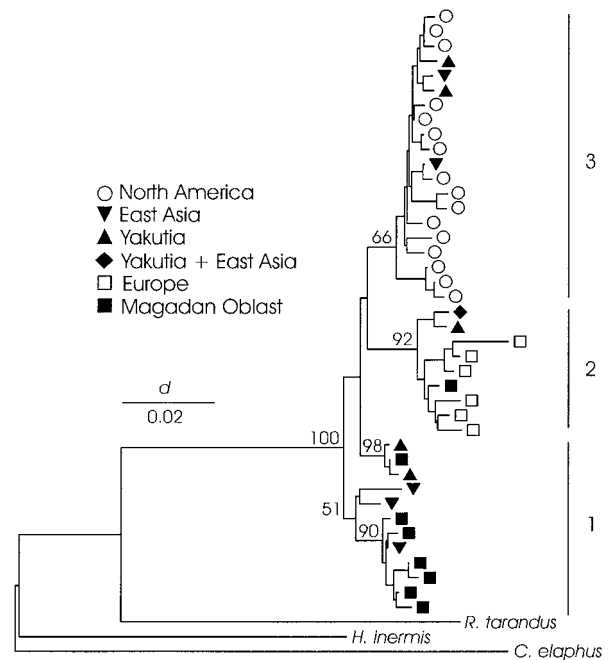 3
66
North America
East Asia
Yakutia
Yakutia + East Asia
Europe
Magadan Oblast
92
2
d
0.02
100
98
51
90
1
R. tarandus
H. inermis
C. elaphus